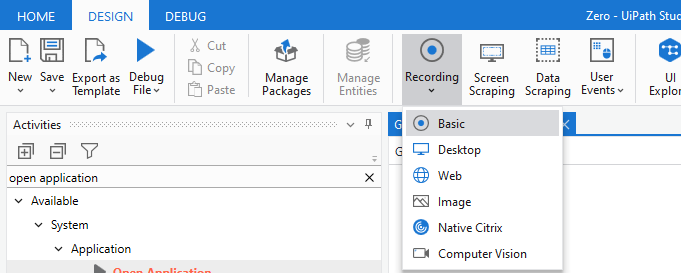 HOME DESIGN DEBUG Zero - UiPath Stud
New Save Export as Template Debug File Cut Copy Paste Manage Packages Manage Entities Recording Screen Scraping Data Scraping User Events UI Explor
Activities
open application
Available
System
Application
Open Application
Basic
Desktop
Web
Image
Native Citrix
Computer Vision